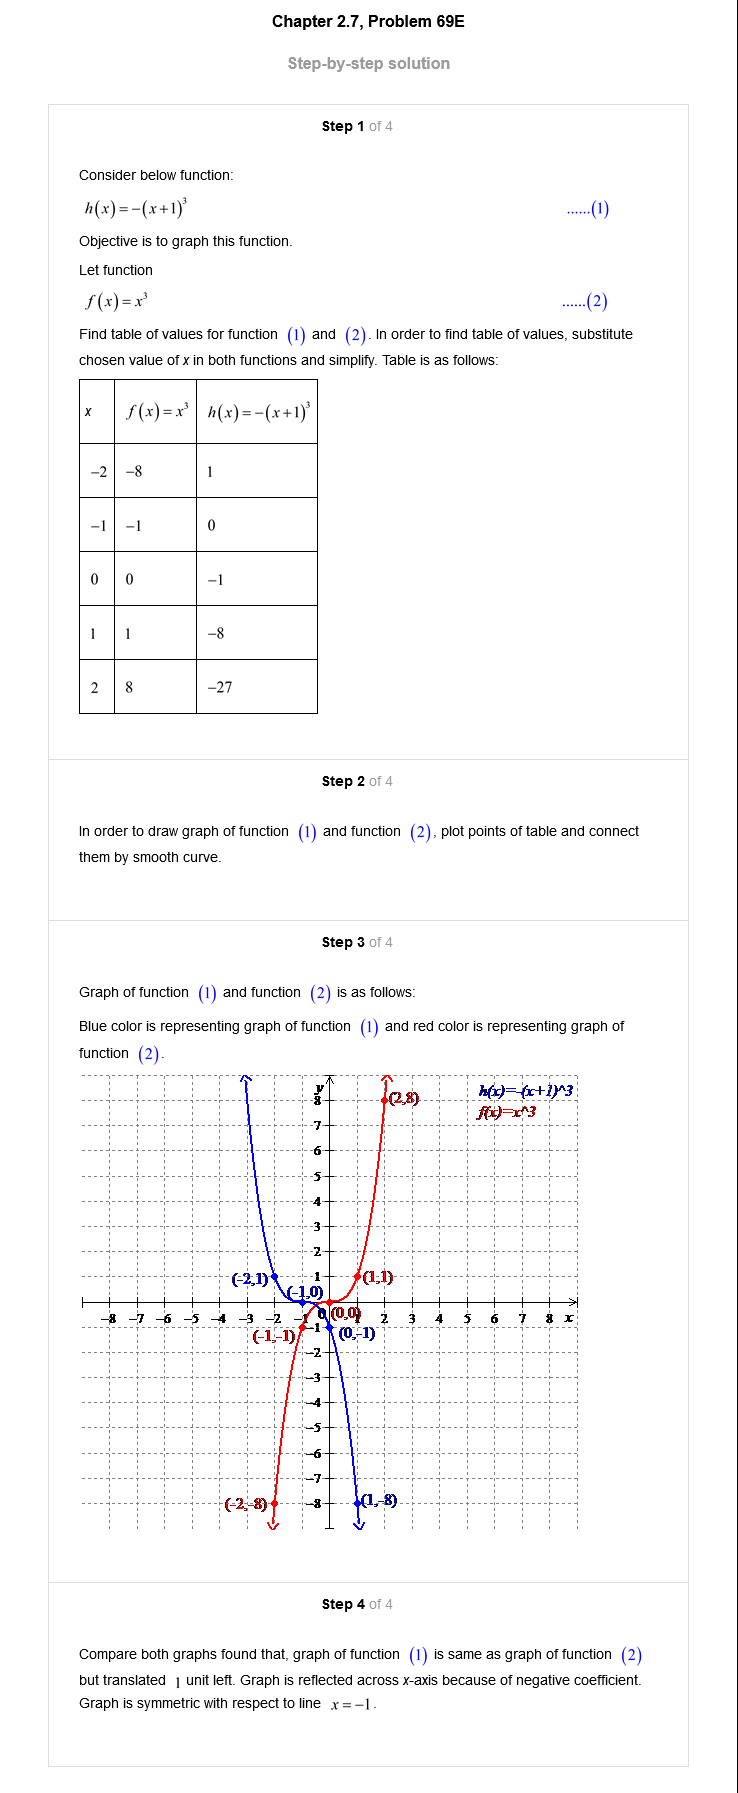 Chapter 2.7, Problem 69E
Step-by-step solution
Step 1 of 4
Consider below function:
h(x)=−(x+1)³ ......(1)
Objective is to graph this function.
Let function
f(x)=x³ ......(2)
Find table of values for function (1) and (2). In order to find table of values, substitute
chosen value of x in both functions and simplify. Table is as follows:
x f(x)=x³ h(x)=−(x+1)³
−2 −8 1
−1 −1 0
0 0 −1
1 1 −8
2 8 −27
Step 2 of 4
In order to draw graph of function (1) and function (2), plot points of table and connect
them by smooth curve.
Step 3 of 4
Graph of function (1) and function (2) is as follows:
Blue color is representing graph of function (1) and red color is representing graph of
function (2).
y
h(x)=-(x+1)^3
8
(2,8)
f(x)=x^3
7
6
5
4
3
2
(-2,1) 1 (1,1)
(-1,0)
-8 -7 -6 -5 -4 -3 -2 -1 0 (0,0) 1 2 3 4 5 6 7 8 x
(-1,-1) -1 (0,-1)
-2
-3
-4
-5
-6
-7
(-2,-8) -8 (1,-8)
Step 4 of 4
Compare both graphs found that, graph of function (1) is same as graph of function (2)
but translated 1 unit left. Graph is reflected across x-axis because of negative coefficient.
Graph is symmetric with respect to line x=−1.